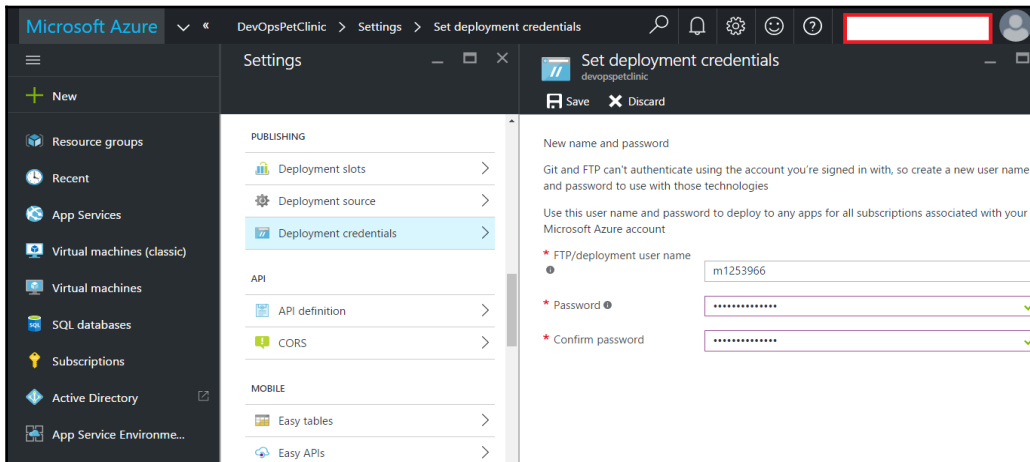 Microsoft Azure
DevOpsPetClinic > Settings > Set deployment credentials
New
Resource groups
Recent
App Services
Virtual machines (classic)
Virtual machines
SQL databases
Subscriptions
Active Directory
App Service Environme...
Settings
PUBLISHING
Deployment slots
Deployment source
Deployment credentials
API
API definition
CORS
MOBILE
Easy tables
Easy APIs
Set deployment credentials
devopspetclinic
Save Discard
New name and password
Git and FTP can't authenticate using the account you're signed in with, so create a new user name
and password to use with those technologies
Use this user name and password to deploy to any apps for all subscriptions associated with your
Microsoft Azure account
* FTP/deployment user name
m1253966
* Password
••••••••••••••
* Confirm password
••••••••••••••